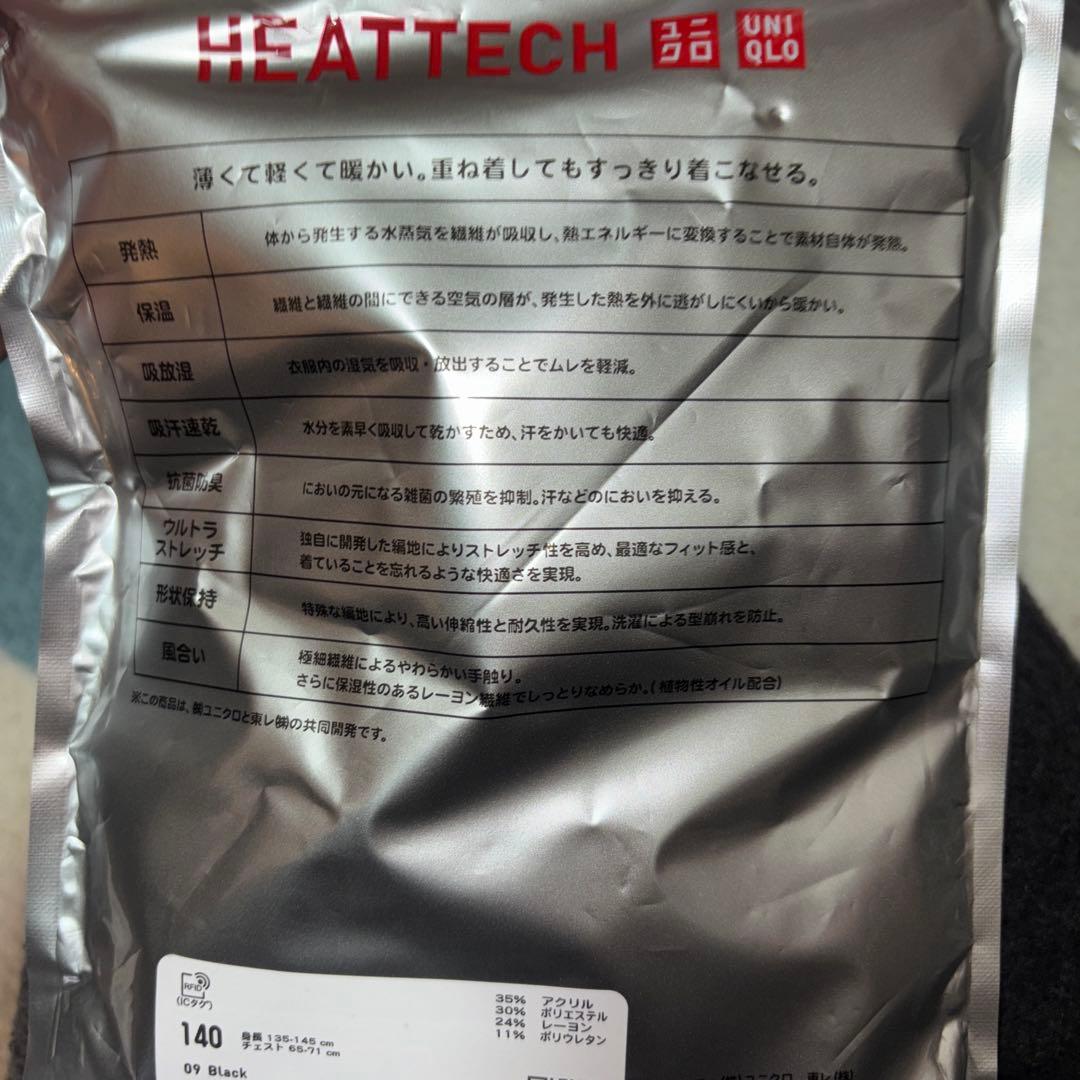 HEATTECH ユニクロ UNIQLO
薄くて軽くて暖かい。重ね着してもすっきり着こなせる。
発熱 体から発生する水蒸気を繊維が吸収し、熱エネルギーに変換することで素材自体が発熱。
保温 繊維と繊維の間にできる空気の層が、発生した熱を外に逃がしにくいから暖かい。
吸放湿 衣服内の湿気を吸収・放出することでムレを軽減。
吸汗速乾 水分を素早く吸収して乾かすため、汗をかいても快適。
抗菌防臭 においの元になる雑菌の繁殖を抑制。汗などのにおいを抑える。
ウルトラ
ストレッチ
独自に開発した編地によりストレッチ性を高め、最適なフィット感と、
着ていることを忘れるような快適さを実現。
形状保持 特殊な編地により、高い伸縮性と耐久性を実現。洗濯による型崩れを防止。
風合い 極細繊維によるやわらかい手触り。
さらに保湿性のあるレーヨン繊維でしっとりなめらか。(植物性オイル配合)
※この商品は、㈱ユニクロと東レ㈱の共同開発です。
RFID
(ICタグ)
140 身長 135-145 cm
チェスト 65-71 cm
09 Black
35% アクリル
30% ポリエステル
24% レーヨン
11% ポリウレタン